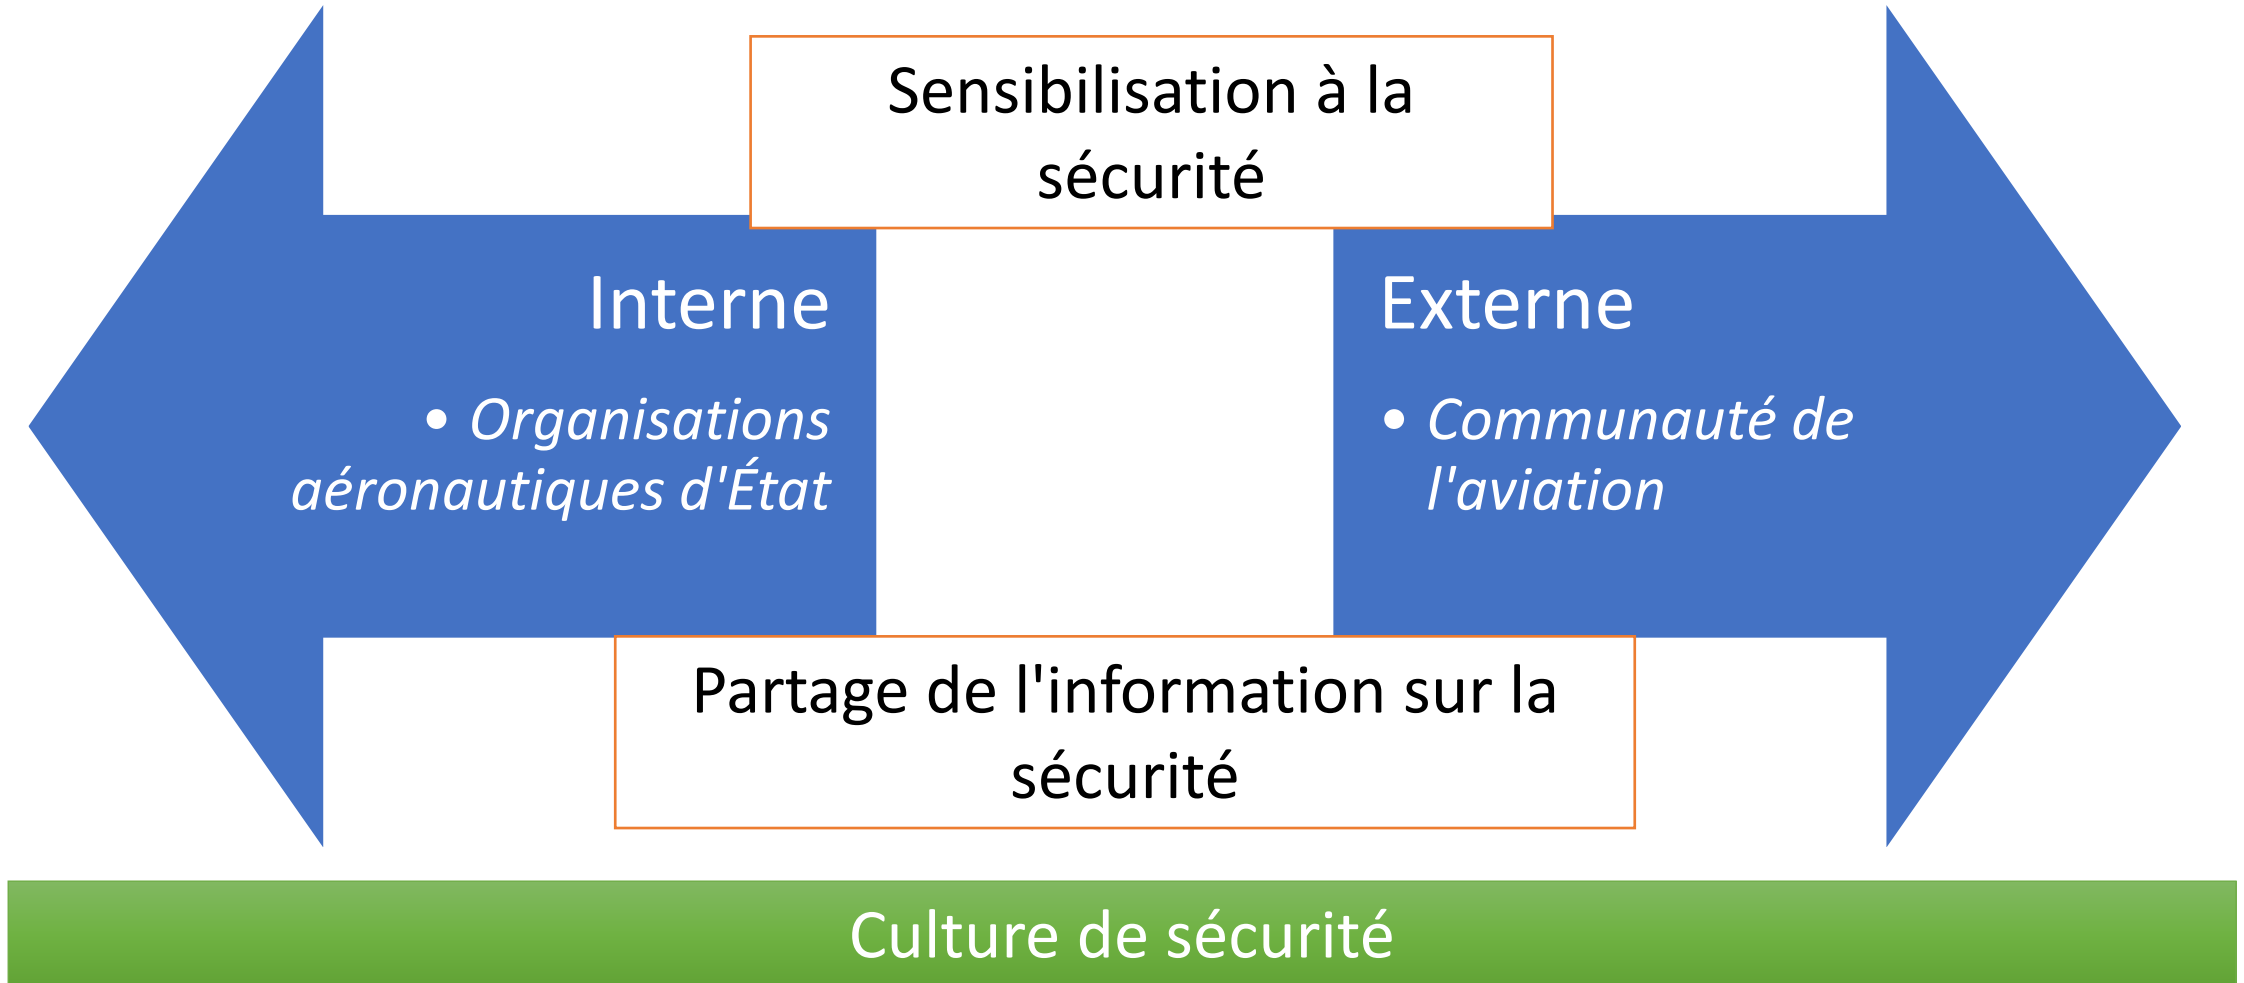 Sensibilisation à la
sécurité
Interne
• Organisations
aéronautiques d'État
Externe
• Communauté de
l'aviation
Partage de l'information sur la
sécurité
Culture de sécurité